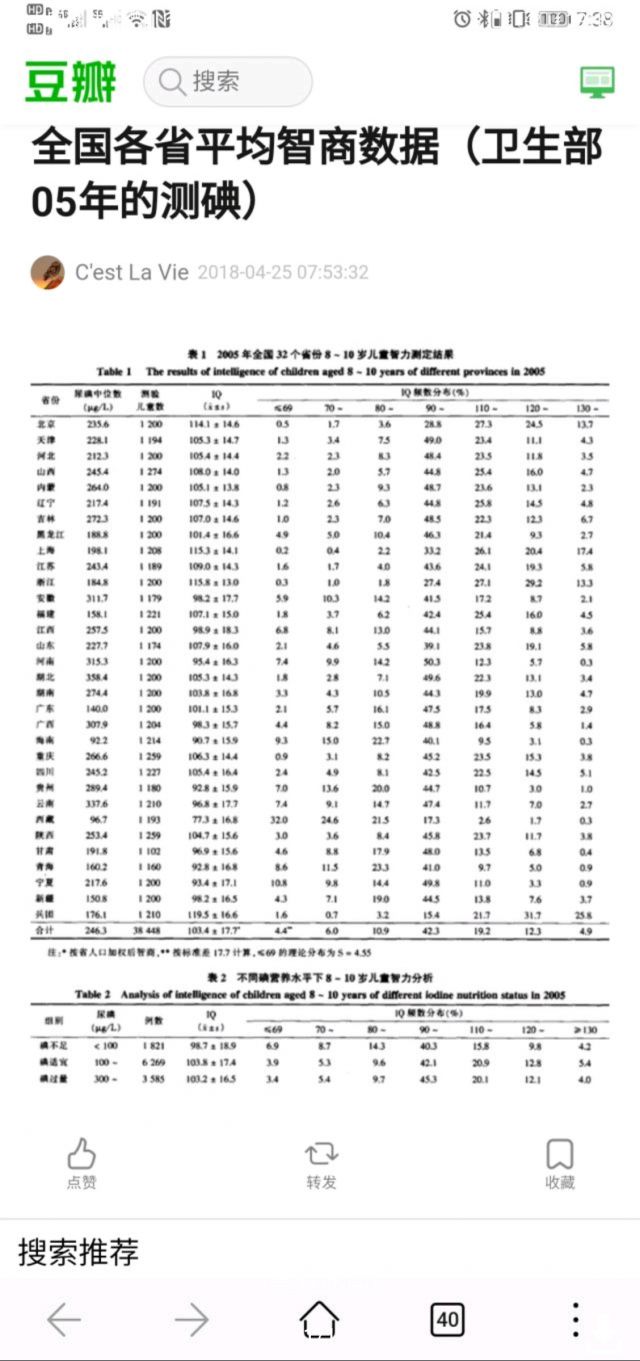 7:38
豆瓣
搜索
全国各省平均智商数据（卫生部
05年的测碘）
C'est La Vie 2018-04-25 07:53:32
表1 2005年全国32个省份8～10岁儿童智力测定结果
Table 1 The results of intelligence of children aged 8～10 years of different provinces in 2005
省份 尿碘中位数 测验 IQ IQ频数分布(%)
(μg/L) 儿童数 (x̄±s) ≤69 70～ 80～ 90～ 110～ 120～ 130～
北京 235.6 1 200 114.1±14.6 0.5 1.7 3.6 28.8 27.3 24.5 13.7
天津 228.1 1 194 105.3±14.7 1.3 3.4 7.5 49.0 23.4 11.1 4.3
河北 212.3 1 200 105.4±14.4 2.2 2.3 8.3 48.4 23.5 11.8 3.5
山西 245.4 1 274 108.0±14.0 1.3 2.0 5.7 44.8 25.4 16.0 4.7
内蒙 264.0 1 200 105.1±13.8 0.8 2.3 9.3 48.7 23.6 13.1 2.3
辽宁 217.4 1 191 107.5±14.3 1.2 2.6 6.3 44.8 25.8 14.5 4.8
吉林 272.3 1 200 107.0±14.6 1.0 2.3 7.0 48.5 22.3 12.3 6.7
黑龙江 188.8 1 200 101.4±16.6 4.9 5.0 10.4 46.3 21.4 9.3 2.7
上海 198.1 1 208 115.3±14.1 0.2 0.4 2.2 33.2 26.1 20.4 17.4
江苏 243.4 1 189 109.0±14.3 1.6 1.7 4.0 43.6 24.1 19.3 5.8
浙江 184.8 1 200 115.8±13.0 0.3 1.0 1.8 27.4 27.1 29.2 13.3
安徽 311.7 1 179 98.2±17.7 5.9 10.3 14.2 41.5 17.2 8.7 2.1
福建 158.1 1 221 107.1±15.0 1.8 3.7 6.2 42.4 25.4 16.0 4.5
江西 257.5 1 200 98.9±18.3 6.8 8.1 13.0 44.1 15.7 8.8 3.6
山东 227.7 1 174 107.9±16.0 2.1 4.6 5.5 39.1 23.8 19.1 5.8
河南 315.3 1 200 95.4±16.3 7.4 9.9 14.2 50.3 12.3 5.7 0.3
湖北 358.4 1 200 105.3±14.3 1.8 2.8 7.1 49.6 22.3 13.1 3.4
湖南 274.4 1 200 103.8±16.8 3.3 4.3 10.5 44.3 19.9 13.0 4.7
广东 140.0 1 200 101.1±15.3 2.1 5.7 16.1 47.5 17.5 8.3 2.9
广西 307.9 1 204 98.3±15.7 4.4 8.2 15.0 48.8 16.4 5.8 1.4
海南 92.2 1 214 90.7±15.9 9.3 15.0 22.7 40.1 9.5 3.1 0.3
重庆 266.6 1 259 106.3±14.4 0.9 3.1 8.2 45.2 23.5 15.3 3.8
四川 245.2 1 227 105.4±16.4 2.4 4.9 8.1 42.5 22.5 14.5 5.1
贵州 289.4 1 180 92.8±15.9 7.0 13.6 20.0 44.7 10.7 3.0 1.0
云南 337.6 1 210 96.8±17.7 7.4 9.1 14.7 47.4 11.7 7.0 2.7
西藏 96.7 1 193 77.3±16.8 32.0 24.6 21.5 17.3 2.6 1.7 0.3
陕西 253.4 1 259 104.7±15.6 3.0 3.6 8.4 45.8 23.7 11.7 3.8
甘肃 191.8 1 102 96.9±15.6 4.6 8.8 17.9 48.0 13.5 6.8 0.4
青海 160.2 1 160 92.8±16.8 8.6 11.5 23.3 41.0 9.7 5.0 0.9
宁夏 217.6 1 200 93.4±17.1 10.8 9.8 14.4 49.8 11.0 3.3 0.9
新疆 150.8 1 200 98.2±16.5 4.3 7.1 19.0 44.5 13.8 7.6 3.7
兵团 176.1 1 210 119.5±16.6 1.6 0.7 3.2 15.4 21.7 31.7 25.8
合计 246.3 38 448 103.4±17.7* 4.4** 6.0 10.9 42.3 19.2 12.3 4.9
注:*按省人口加权后智商,**按标准差17.7计算,≤69的理论分布为S=4.55
表2 不同碘营养水平下8～10岁儿童智力分析
Table 2 Analysis of intelligence of children aged 8～10 years of different iodine nutrition status in 2005
组别 尿碘 例数 IQ IQ频数分布(%)
(μg/L) (x̄±s) ≤69 70～ 80～ 90～ 110～ 120～ ≥130
碘不足 <100 1 821 98.7±18.9 6.9 8.7 14.3 40.3 15.8 9.8 4.2
碘适宜 100～ 6 269 103.8±17.4 3.9 5.3 9.6 42.1 20.9 12.8 5.4
碘过量 300～ 3 585 103.2±16.5 3.4 5.4 9.7 45.3 20.1 12.1 4.0
点赞 转发 收藏
搜索推荐
40